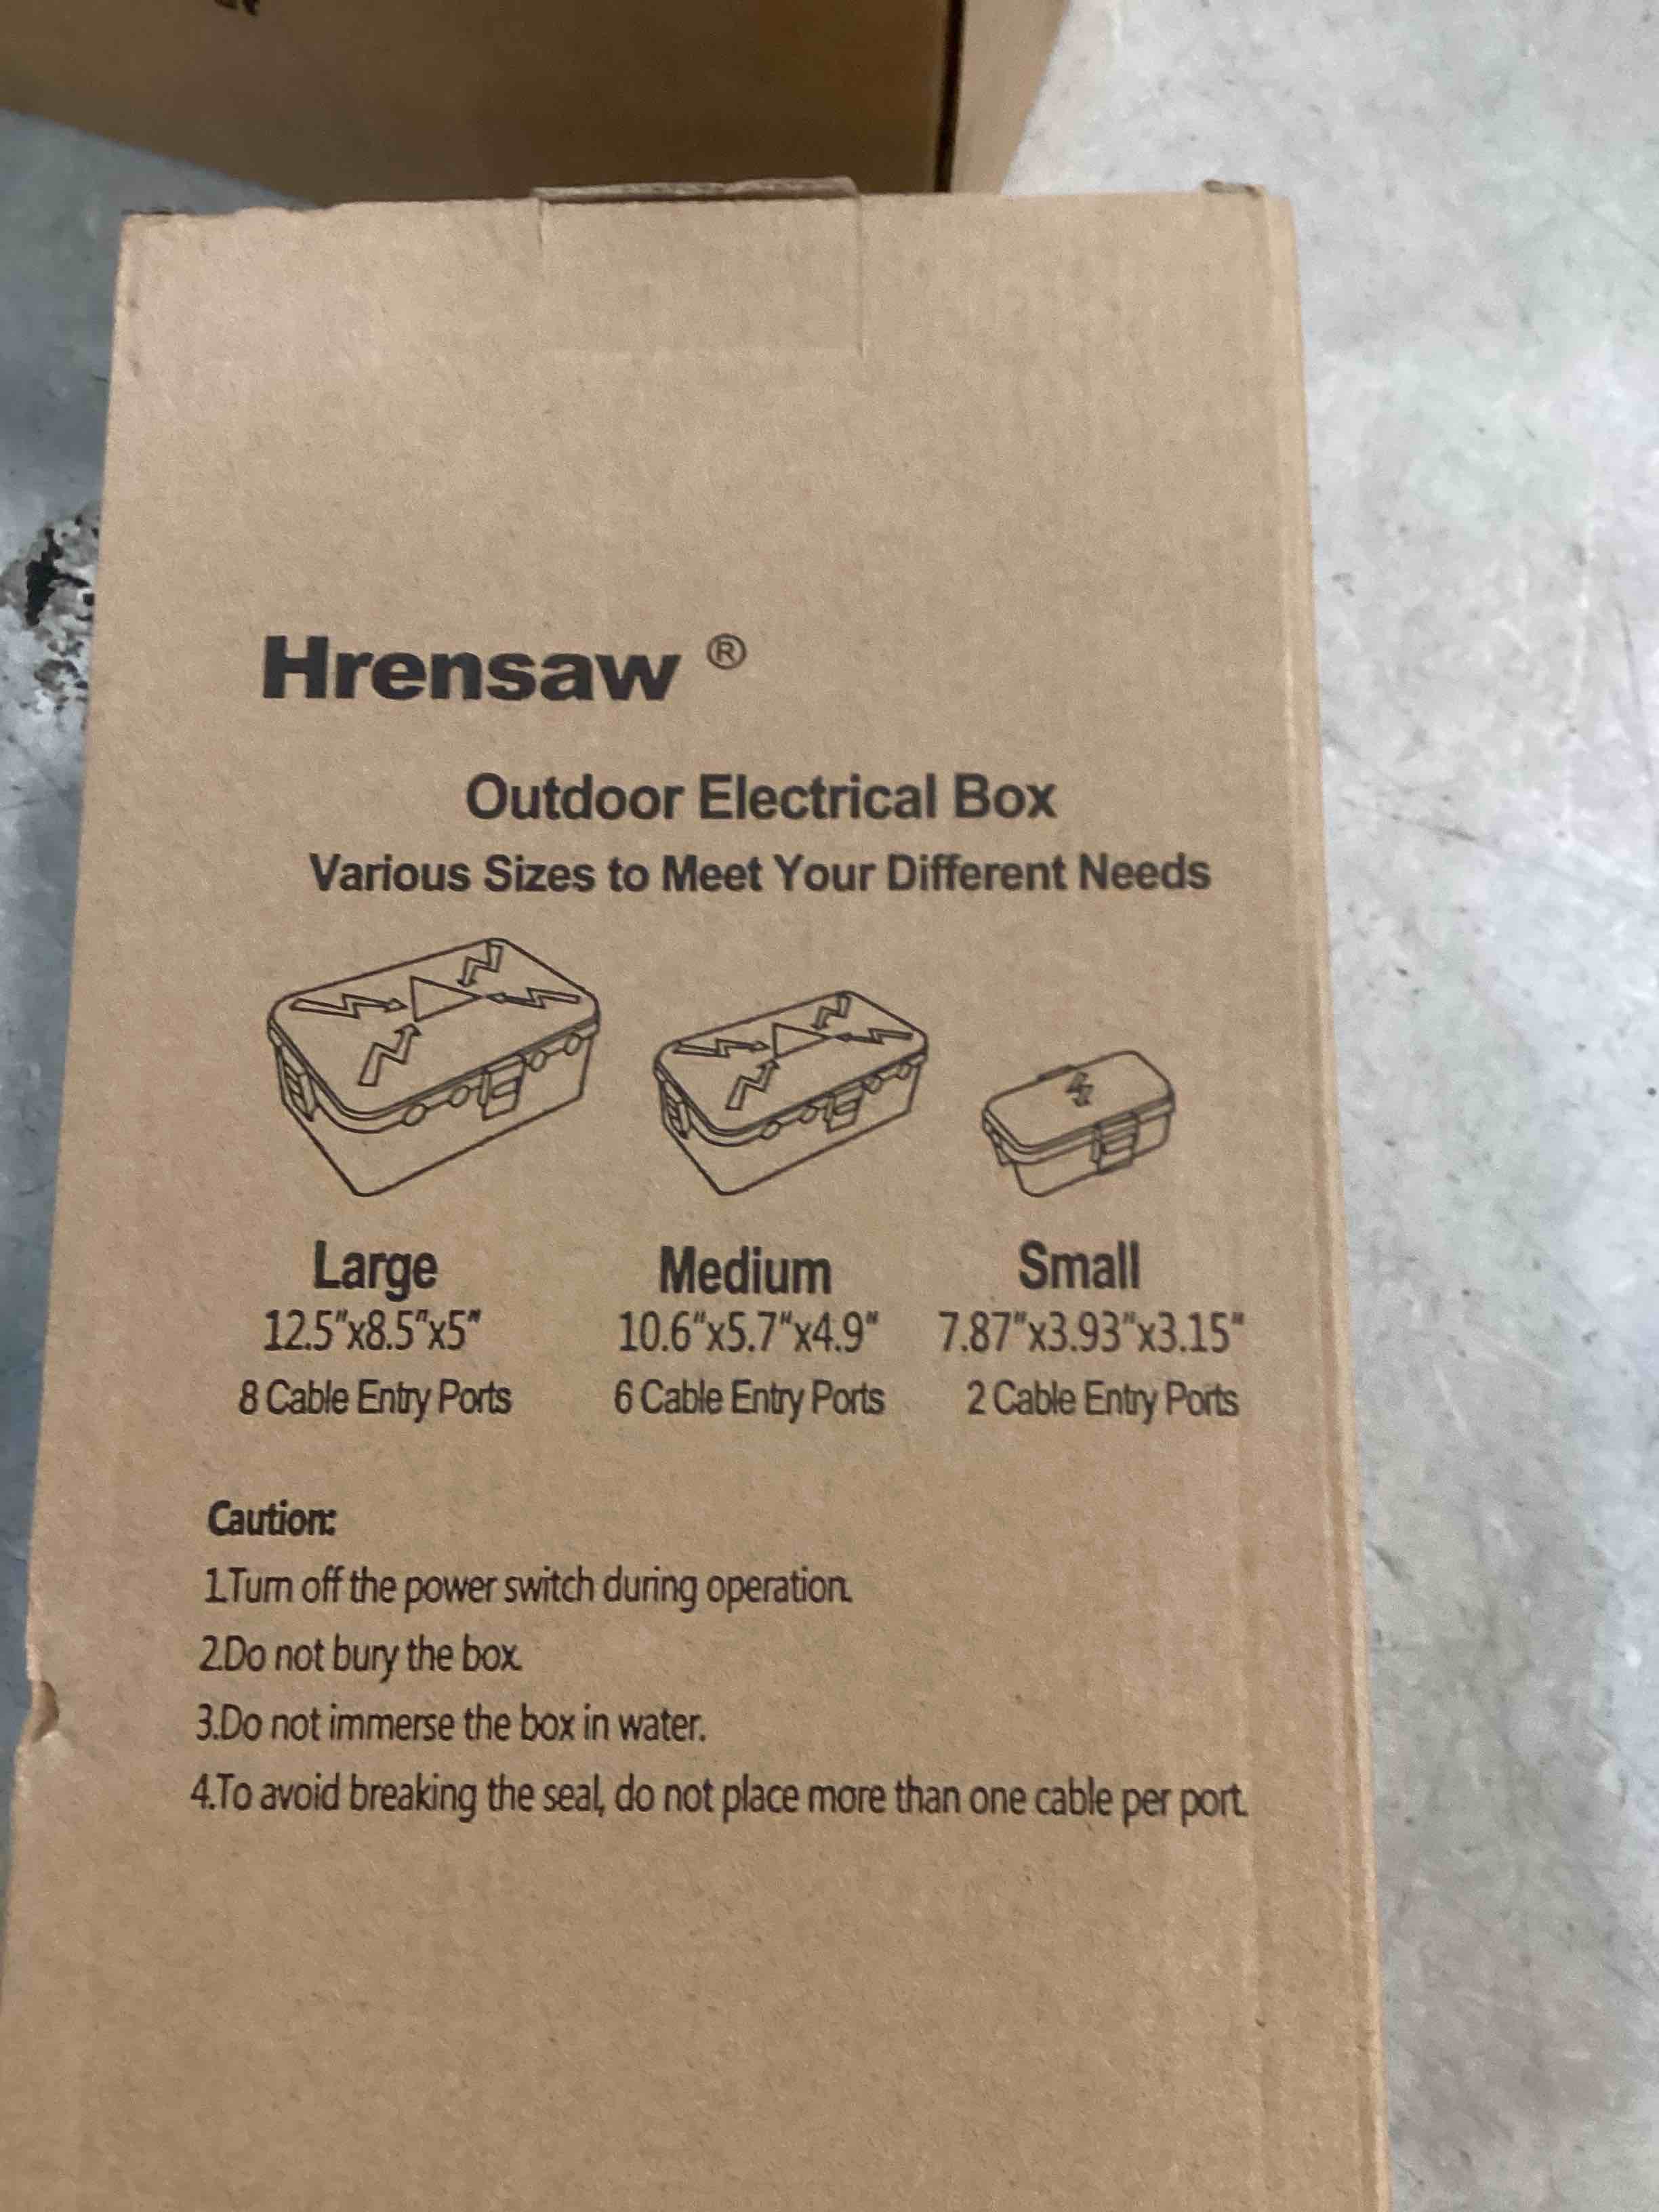 Hrensaw ®
Outdoor Electrical Box
Various Sizes to Meet Your Different Needs
Large Medium Small
12.5"x8.5"x5" 10.6"x5.7"x4.9" 7.87"x3.93"x3.15"
8 Cable Entry Ports 6 Cable Entry Ports 2 Cable Entry Ports
Caution:
1.Turn off the power switch during operation.
2.Do not bury the box.
3.Do not immerse the box in water.
4.To avoid breaking the seal, do not place more than one cable per port.